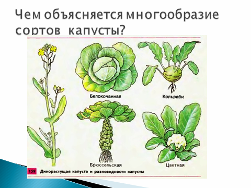 Чем объясняется многообразие
сортов капусты?
Белокочанная
Кольраби
Брюссельская
Цветная
Дикорастущая капуста и разновидности капусты